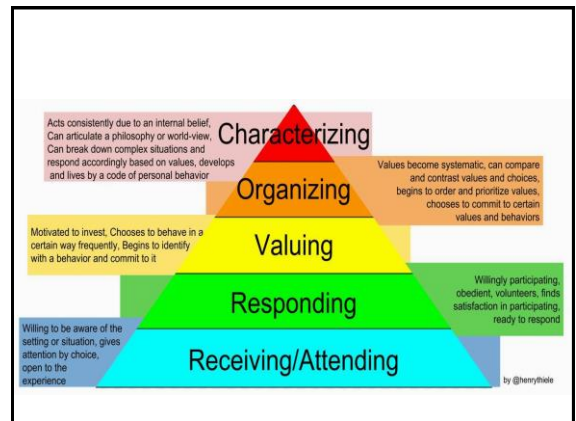 Acts consistently due to an internal belief,
Can articulate a philosophy or world-view,
Can break down complex situations and
respond accordingly based on values, develops
and lives by a code of personal behavior
Characterizing
Values become systematic, can compare
and contrast values and choices,
begins to order and prioritize values,
chooses to commit to certain
values and behaviors
Organizing
Motivated to invest, Chooses to behave in a
certain way frequently, Begins to identify
with a behavior and commit to it
Valuing
Willingly participating,
obedient, volunteers, finds
satisfaction in participating,
ready to respond
Responding
Willing to be aware of the
setting or situation, gives
attention by choice,
open to the
experience
Receiving/Attending
by @henrythiele